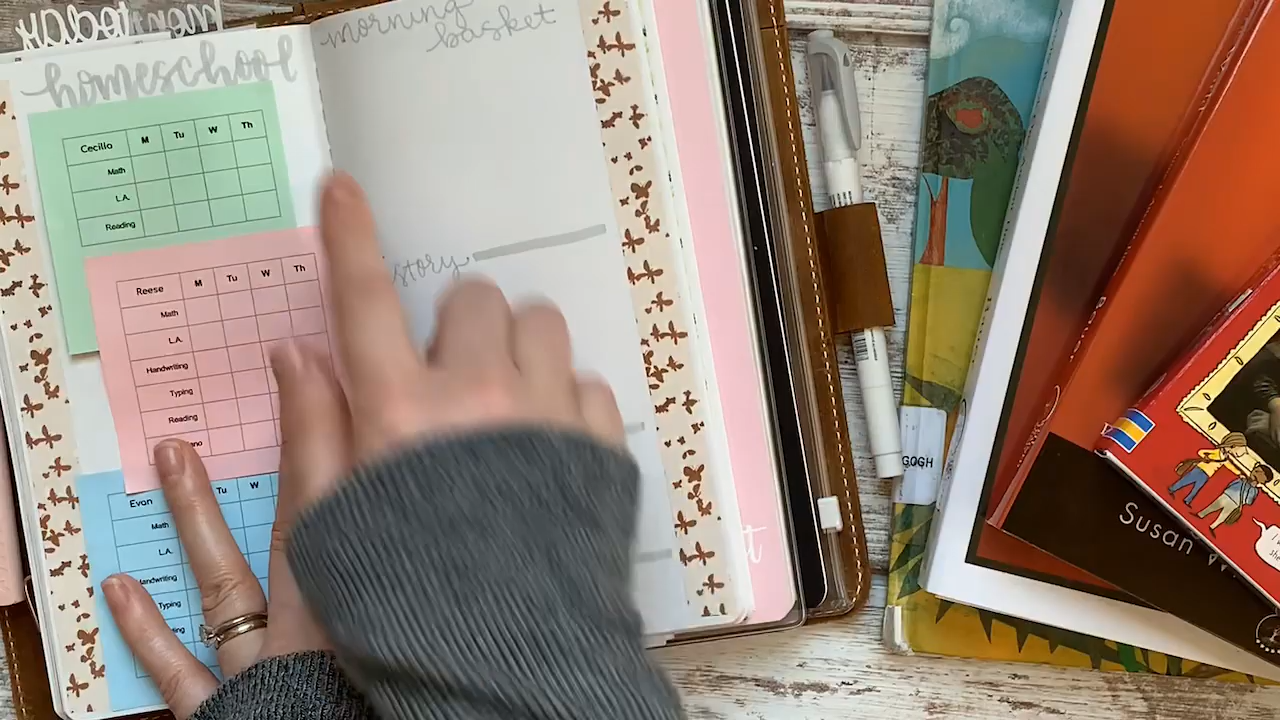 homeschool
morning
basket
Cecilio M Tu W Th
Math
L.A.
Reading
Reese M Tu W Th
Math
L.A.
Handwriting
Typing
Reading
Evan Tu W
Math
L.A.
Handwriting
Typing
story
GOGH
Susan W